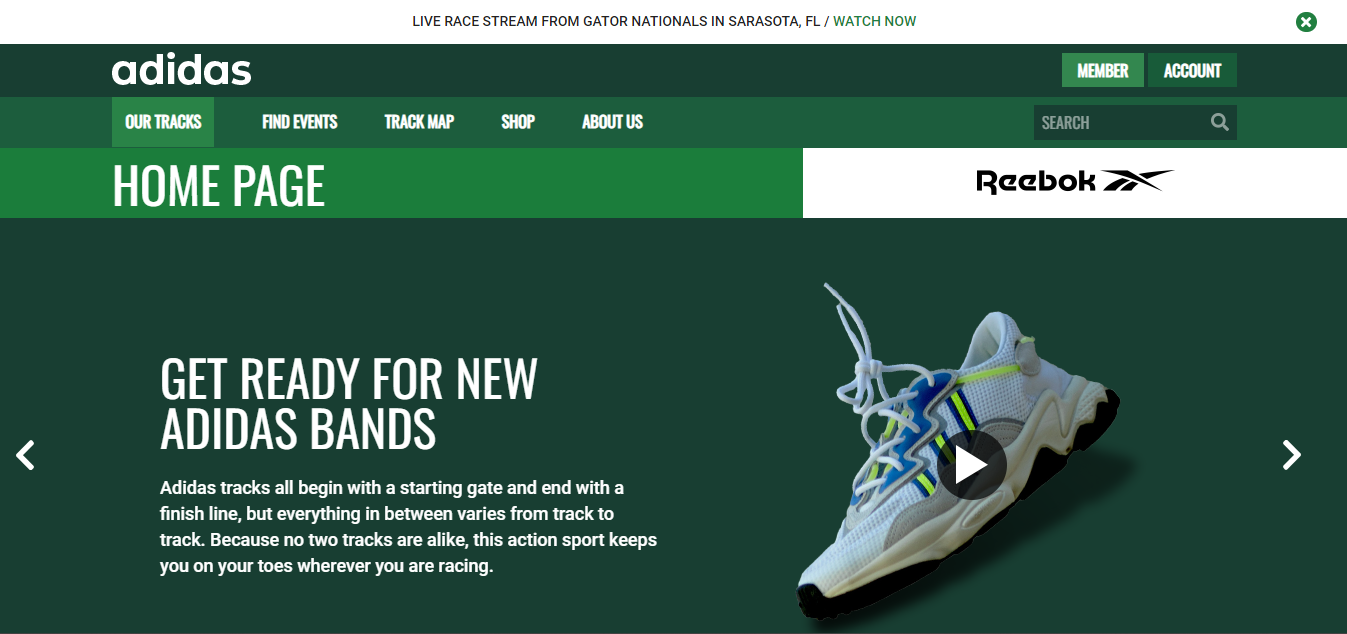 LIVE RACE STREAM FROM GATOR NATIONALS IN SARASOTA, FL / WATCH NOW
adidas
MEMBER ACCOUNT
OUR TRACKS FIND EVENTS TRACK MAP SHOP ABOUT US SEARCH
HOME PAGE
Reebok
GET READY FOR NEW
ADIDAS BANDS
Adidas tracks all begin with a starting gate and end with a
finish line, but everything in between varies from track to
track. Because no two tracks are alike, this action sport keeps
you on your toes wherever you are racing.